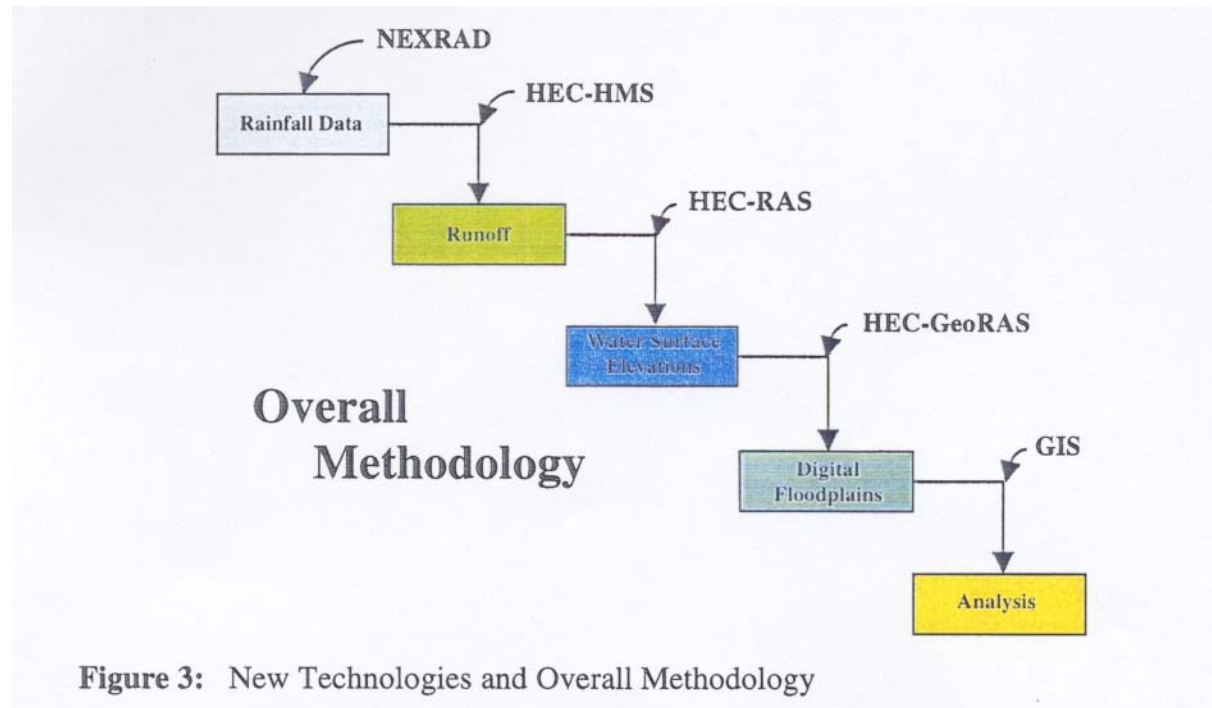 NEXRAD
Rainfall Data
HEC-HMS
Runoff
HEC-RAS
Water Surface
Elevations
HEC-GeoRAS
Digital
Floodplains
GIS
Analysis
Overall
Methodology
Figure 3: New Technologies and Overall Methodology